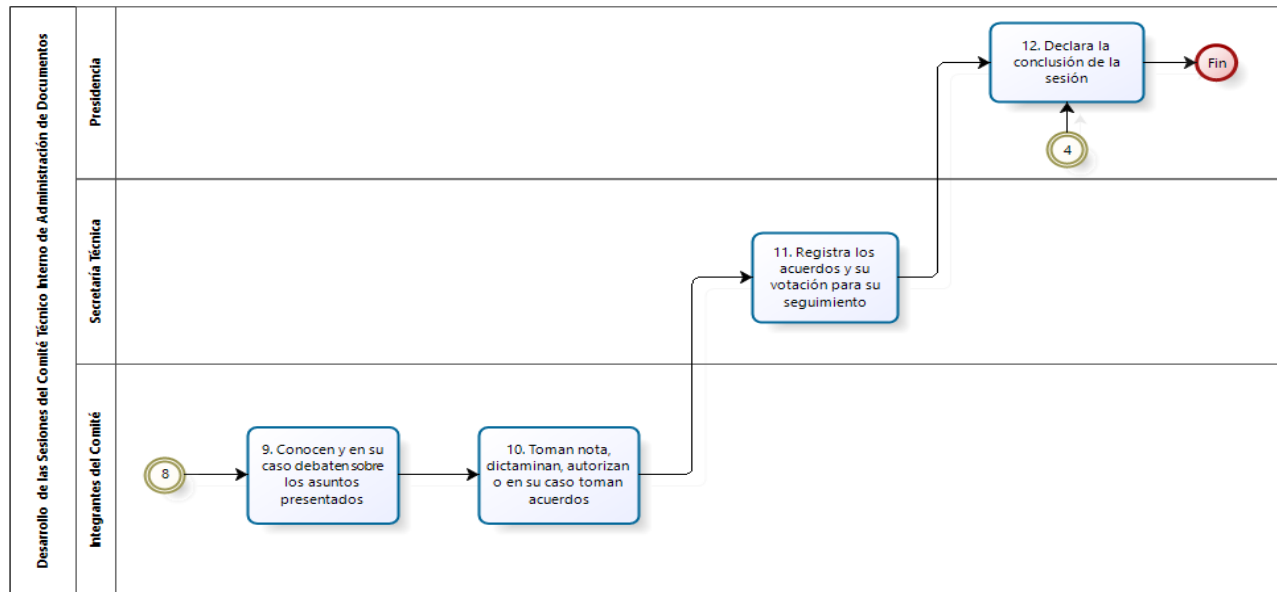 Desarrollo de las Sesiones del Comité Técnico Interno de Administración de Documentos
Presidencia
12. Declara la
conclusión de la
sesión
Fin
4
Secretaría Técnica
11. Registra los
acuerdos y su
votación para su
seguimiento
Integrantes del Comité
8
9. Conocen y en su
caso debaten sobre
los asuntos
presentados
10. Toman nota,
dictaminan, autorizan
o en su caso toman
acuerdos